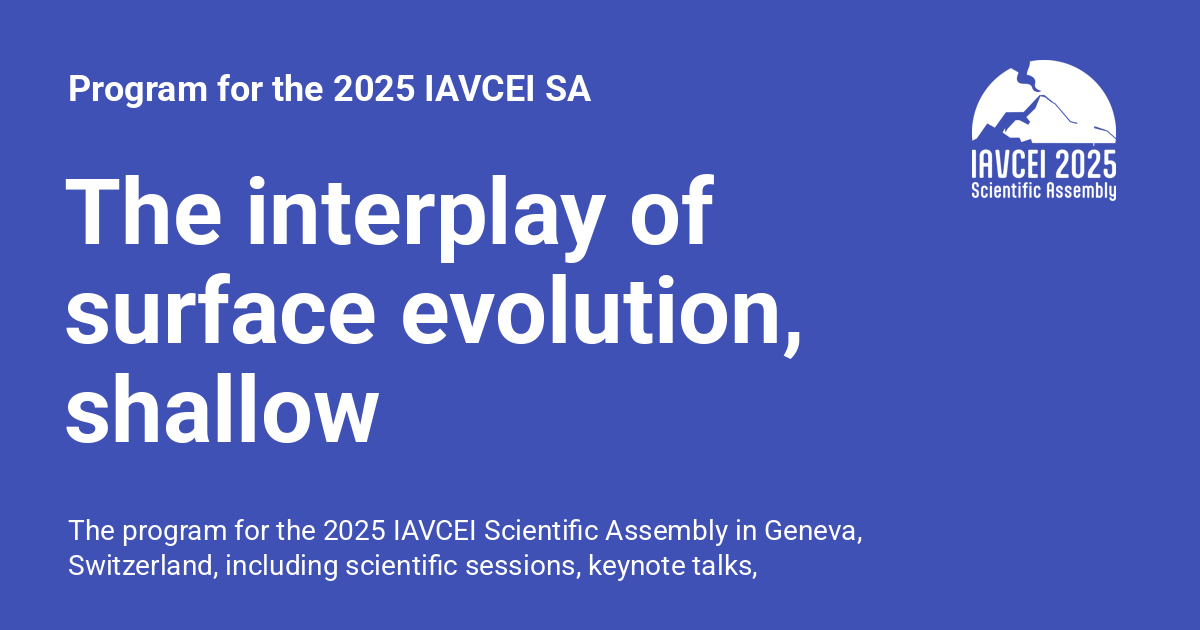 Program for the 2025 IAVCEI SA
IAVCEI 2025
Scientific Assembly
The interplay of
surface evolution,
shallow
The program for the 2025 IAVCEI Scientific Assembly in Geneva,
Switzerland, including scientific sessions, keynote talks,